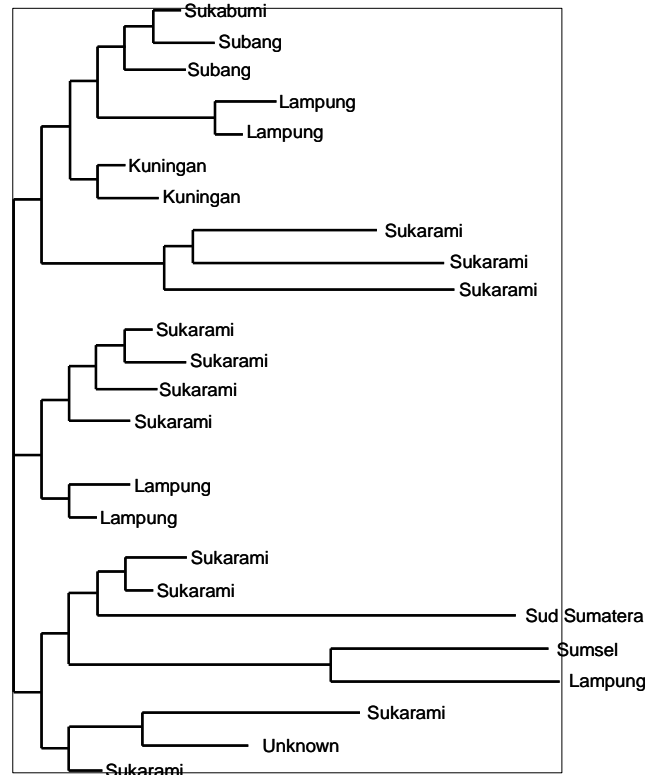 Sukabumi
Subang
Subang
Lampung
Lampung
Kuningan
Kuningan
Sukarami
Sukarami
Sukarami
Sukarami
Sukarami
Sukarami
Sukarami
Lampung
Lampung
Sukarami
Sukarami
Sud Sumatera
Sumsel
Lampung
Sukarami
Unknown
Sukarami